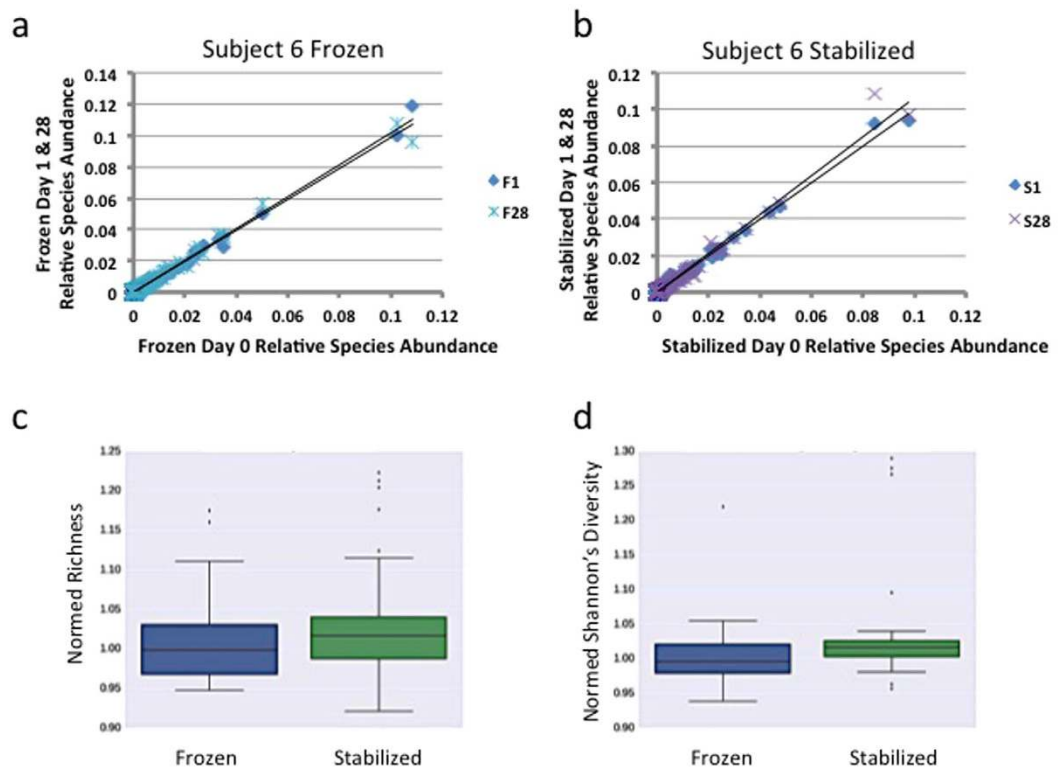 a
Subject 6 Frozen
Frozen Day 1 & 28
Relative Species Aundance
0.14
0.12
0.1
0.08
0.06
0.04
0.02
0
0 0.02 0.04 0.06 0.08 0.1 0.12
Frozen Day 0 Relative Species Abundance
F1
F28
b
Subject 6 Stabilized
Stabilized Day 1 & 28
Relative Species Abundance
0.12
0.1
0.08
0.06
0.04
0.02
0
0 0.02 0.04 0.06 0.08 0.1 0.12
Stabilized Day 0 Relative Species Abundance
S1
S28
c
Normed Richness
1.25
1.20
1.15
1.10
1.05
1.00
0.95
0.90
Frozen Stabilized
d
Normed Shannon's Diversity
1.30
1.25
1.20
1.15
1.10
1.05
1.00
0.95
0.90
Frozen Stabilized